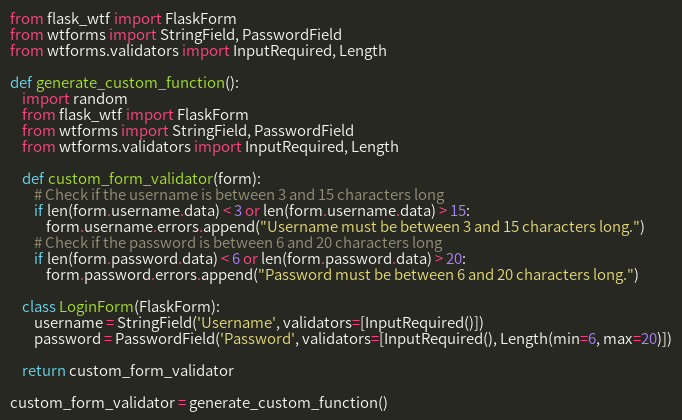 from flask_wtf import FlaskForm
from wtforms import StringField, PasswordField
from wtforms.validators import InputRequired, Length

def generate_custom_function():
    import random
    from flask_wtf import FlaskForm
    from wtforms import StringField, PasswordField
    from wtforms.validators import InputRequired, Length

    def custom_form_validator(form):
        # Check if the username is between 3 and 15 characters long
        if len(form.username.data) < 3 or len(form.username.data) > 15:
            form.username.errors.append("Username must be between 3 and 15 characters long.")
        # Check if the password is between 6 and 20 characters long
        if len(form.password.data) < 6 or len(form.password.data) > 20:
            form.password.errors.append("Password must be between 6 and 20 characters long.")

    class LoginForm(FlaskForm):
        username = StringField('Username', validators=[InputRequired()])
        password = PasswordField('Password', validators=[InputRequired(), Length(min=6, max=20)])

    return custom_form_validator

custom_form_validator = generate_custom_function()